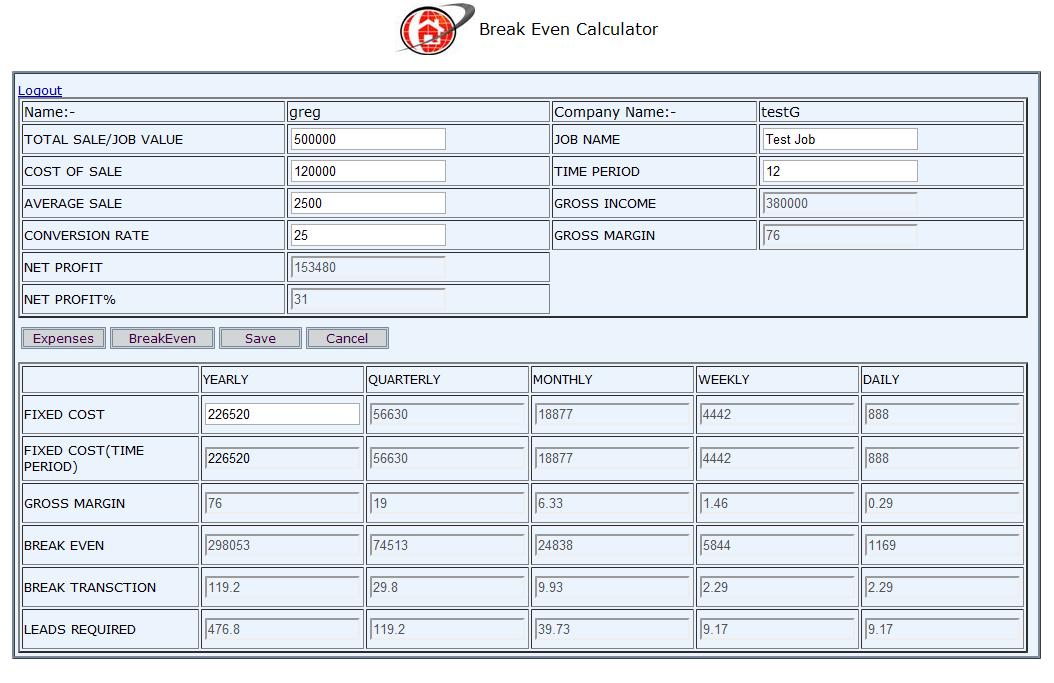 Break Even Calculator
Logout
Name:- greg Company Name:- testG
TOTAL SALE/JOB VALUE 500000 JOB NAME Test Job
COST OF SALE 120000 TIME PERIOD 12
AVERAGE SALE 2500 GROSS INCOME 380000
CONVERSION RATE 25 GROSS MARGIN 76
NET PROFIT 153480
NET PROFIT% 31
Expenses BreakEven Save Cancel
YEARLY QUARTERLY MONTHLY WEEKLY DAILY
FIXED COST 226520 56630 18877 4442 888
FIXED COST(TIME
PERIOD) 226520 56630 18877 4442 888
GROSS MARGIN 76 19 6.33 1.46 0.29
BREAK EVEN 298053 74513 24838 5844 1169
BREAK TRANSCTION 119.2 29.8 9.93 2.29 2.29
LEADS REQUIRED 476.8 119.2 39.73 9.17 9.17